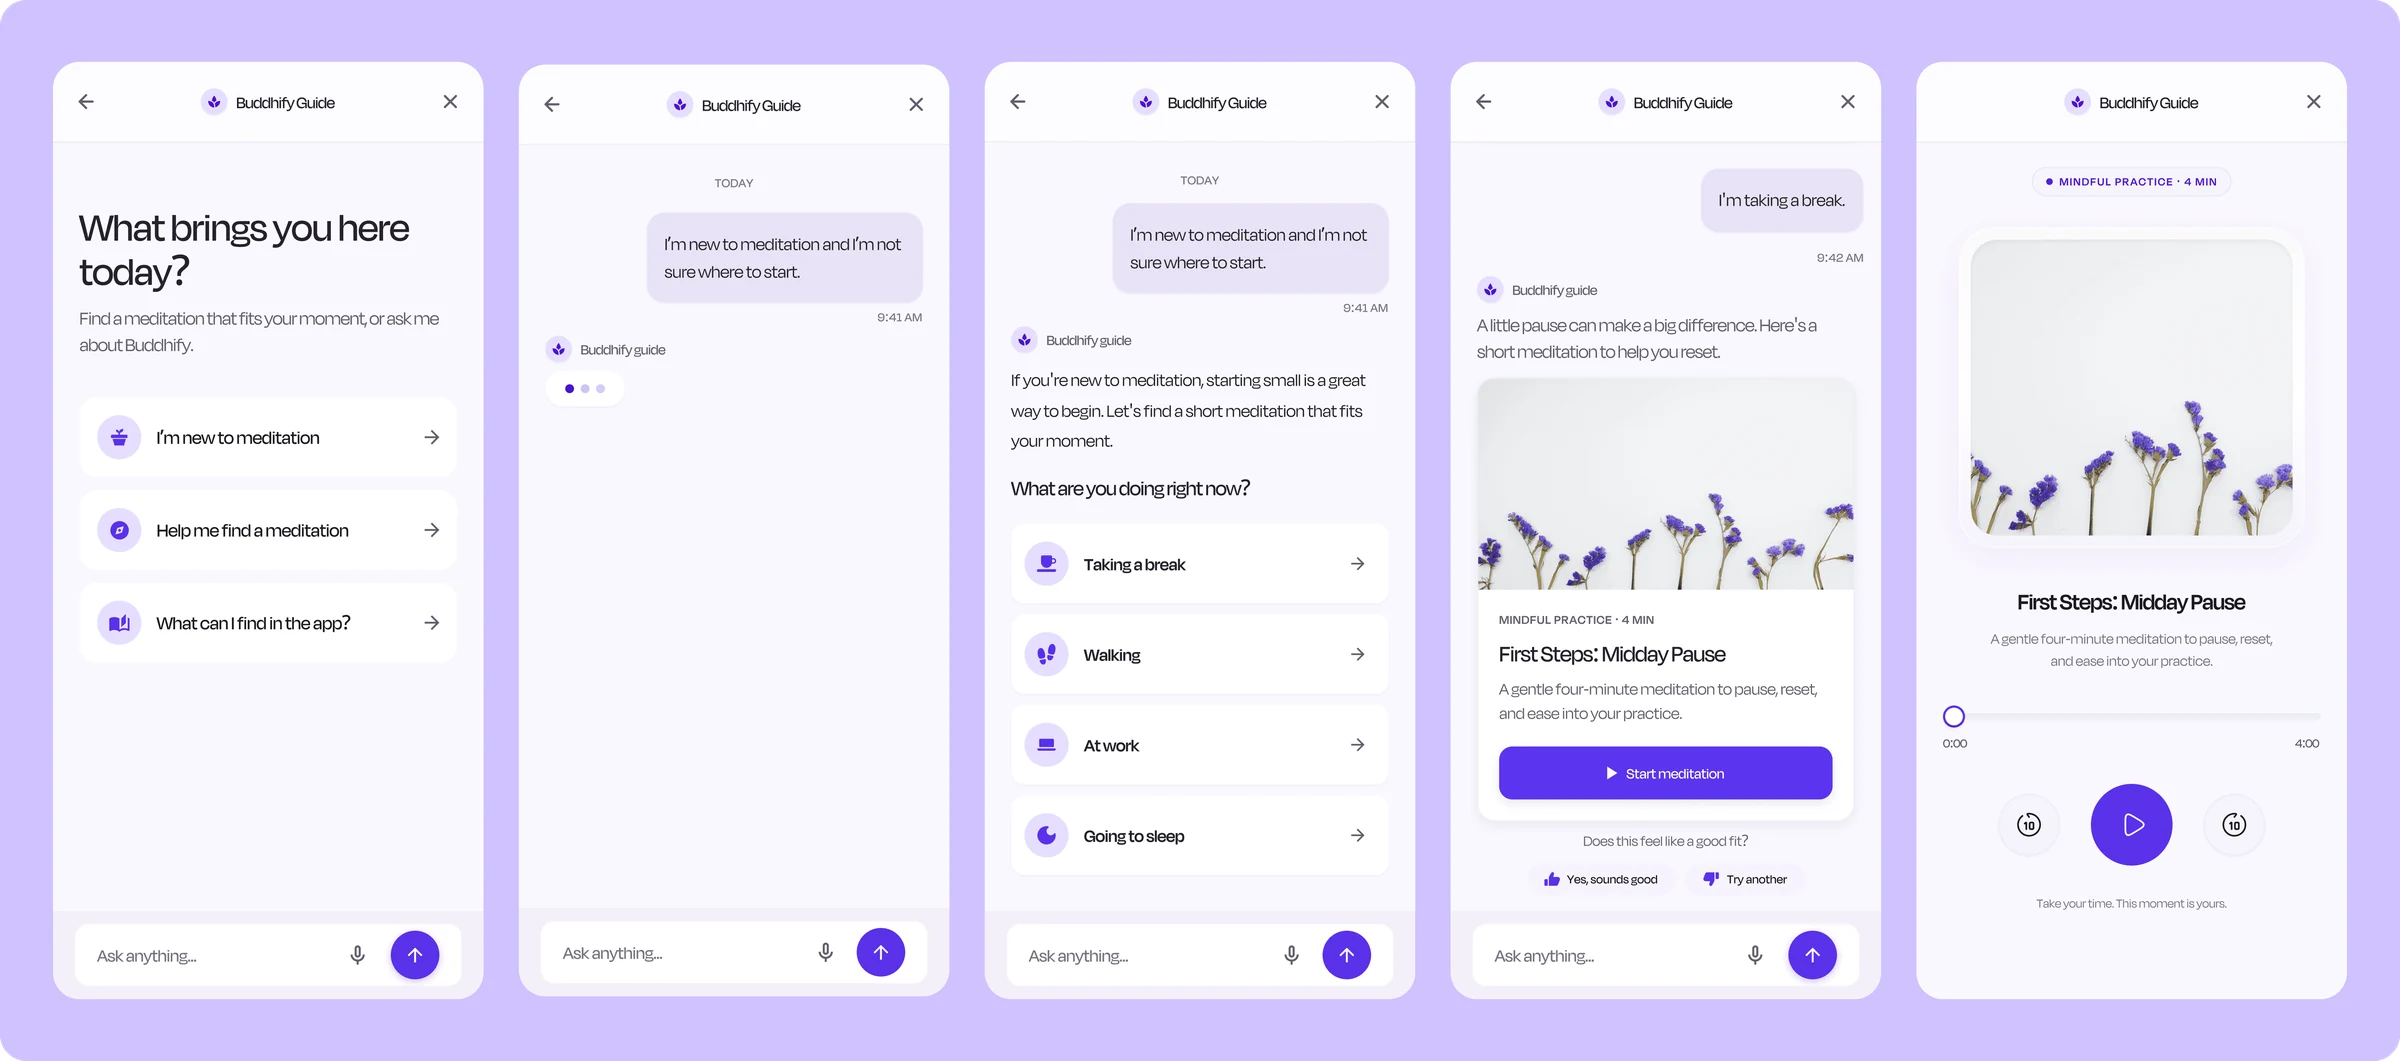 Buddhify Guide
What brings you here
today?
Find a meditation that fits your moment, or ask me
about Buddhify.
I'm new to meditation
Help me find a meditation
What can I find in the app?
Ask anything...
Buddhify Guide
TODAY
I'm new to meditation and I'm not
sure where to start.
9:41 AM
Buddhify guide
Ask anything...
Buddhify Guide
TODAY
I'm new to meditation and I'm not
sure where to start.
9:41 AM
Buddhify guide
If you're new to meditation, starting small is a great
way to begin. Let's find a short meditation that fits
your moment.
What are you doing right now?
Taking a break
Walking
At work
Going to sleep
Ask anything...
Buddhify Guide
I'm taking a break.
9:42 AM
Buddhify guide
A little pause can make a big difference. Here's a
short meditation to help you reset.
MINDFUL PRACTICE · 4 MIN
First Steps: Midday Pause
A gentle four-minute meditation to pause, reset,
and ease into your practice.
Start meditation
Does this feel like a good fit?
Yes, sounds good
Try another
Ask anything...
Buddhify Guide
MINDFUL PRACTICE · 4 MIN
First Steps: Midday Pause
A gentle four-minute meditation to pause, reset,
and ease into your practice.
0:00
4:00
10
10
Take your time. This moment is yours.